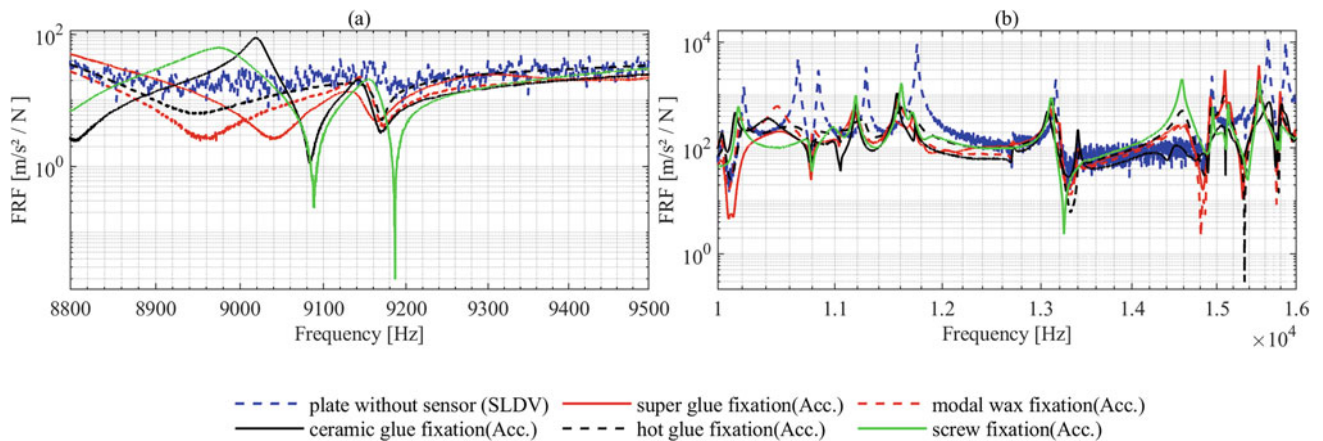 (a) (b)
10² 10⁴
10⁰ 10²
10⁰
FRF [m/s² / N] FRF [m/s² / N]
8800 8900 9000 9100 9200 9300 9400 9500 1 1.1 1.2 1.3 1.4 1.5 1.6
Frequency [Hz] Frequency [Hz] ×10⁴
plate without sensor (SLDV) super glue fixation(Acc.) modal wax fixation(Acc.)
ceramic glue fixation(Acc.) hot glue fixation(Acc.) screw fixation(Acc.)